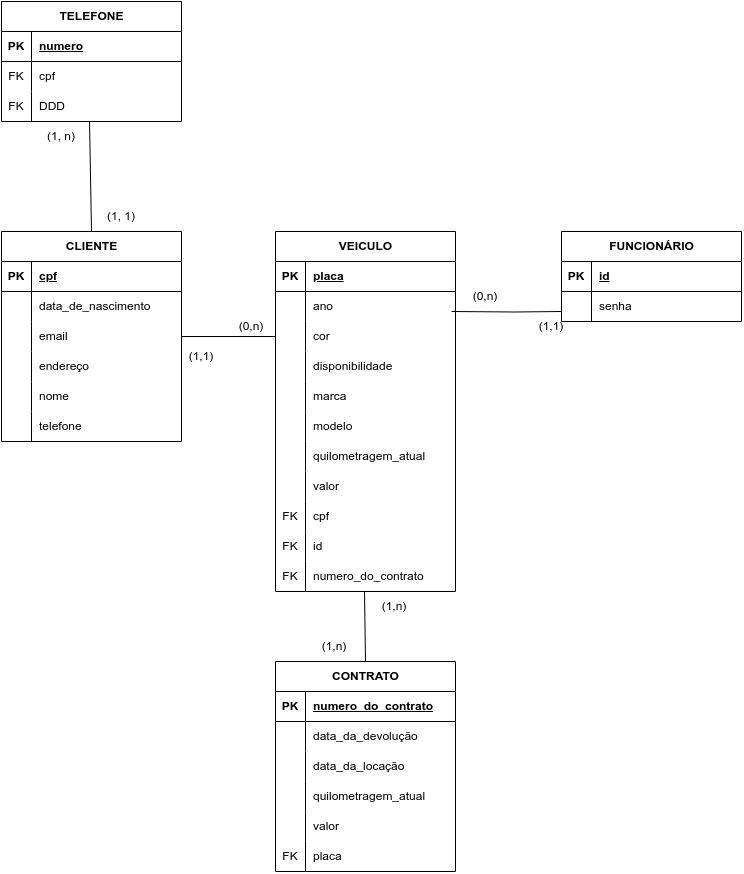 TELEFONE
PK numero
FK cpf
FK DDD
(1, n)
(1, 1)
CLIENTE
PK cpf
data_de_nascimento
email
endereço
nome
telefone
(0,n)
(1,1)
VEICULO
PK placa
ano
cor
disponibilidade
marca
modelo
quilometragem_atual
valor
FK cpf
FK id
FK numero_do_contrato
(0,n)
(1,1)
FUNCIONÁRIO
PK id
senha
(1,n)
(1,n)
CONTRATO
PK numero_do_contrato
data_da_devolução
data_da_locação
quilometragem_atual
valor
FK placa